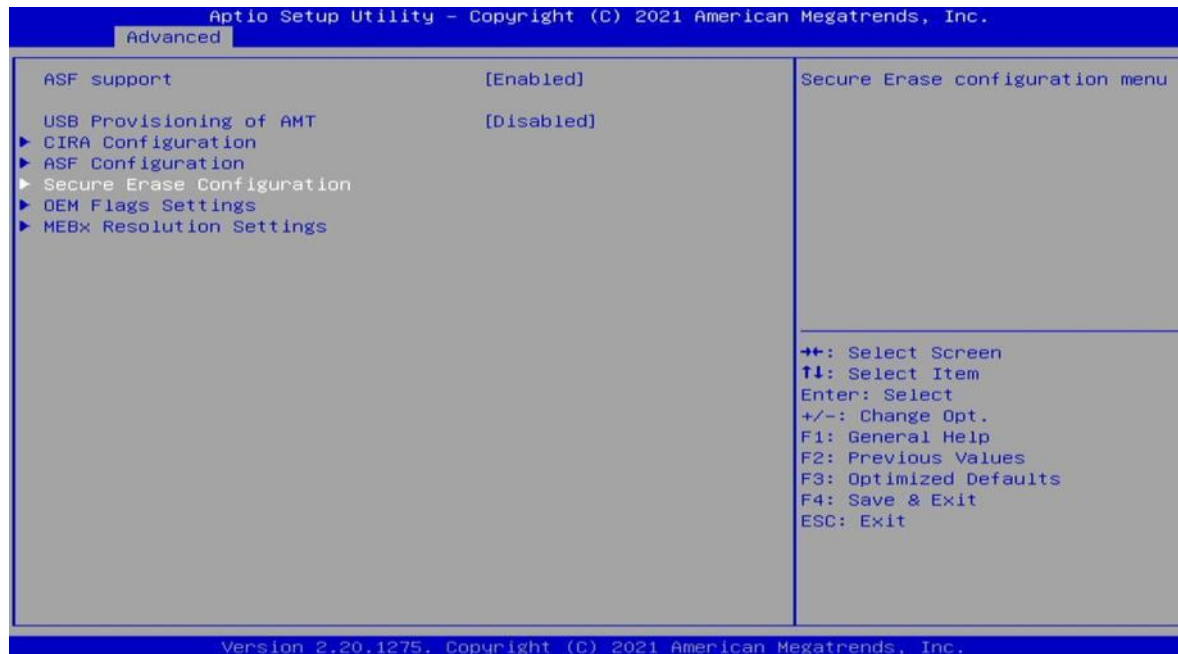 Aptio Setup Utility – Copyright (C) 2021 American Megatrends, Inc.
Advanced
ASF support [Enabled]
USB Provisioning of AMT [Disabled]
► CIRA Configuration
► ASF Configuration
► Secure Erase Configuration
► OEM Flags Settings
► MEBx Resolution Settings
Secure Erase configuration menu
→←: Select Screen
↑↓: Select Item
Enter: Select
+/-: Change Opt.
F1: General Help
F2: Previous Values
F3: Optimized Defaults
F4: Save & Exit
ESC: Exit
Version 2.20.1275. Copyright (C) 2021 American Megatrends, Inc.